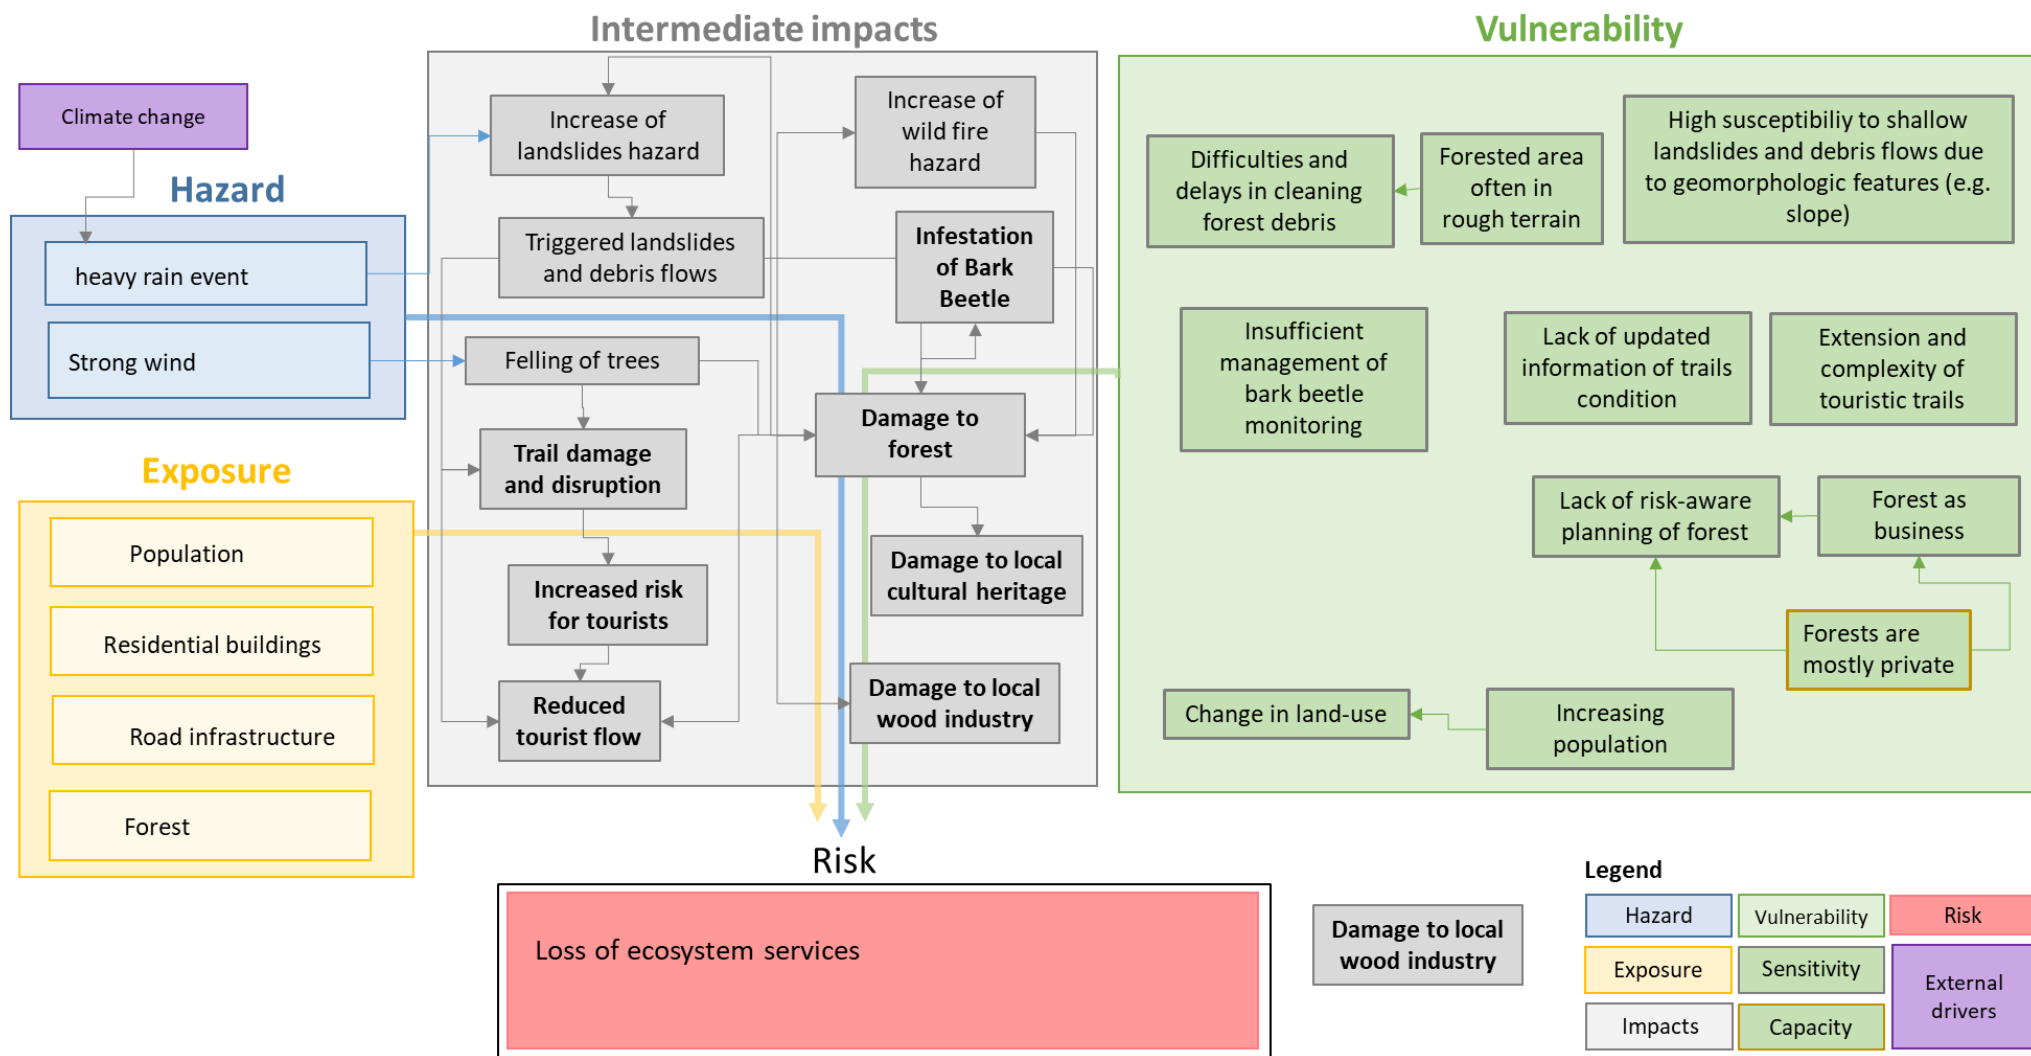 Intermediate impacts
Vulnerability
Climate change
Hazard
heavy rain event
Strong wind
Exposure
Population
Residential buildings
Road infrastructure
Forest
Increase of
landslides hazard
Increase of
wild fire
hazard
Triggered landslides
and debris flows
Infestation
of Bark
Beetle
Felling of trees
Damage to
forest
Trail damage
and disruption
Damage to local
cultural heritage
Increased risk
for tourists
Reduced
tourist flow
Damage to local
wood industry
Difficulties and
delays in cleaning
forest debris
Forested area
often in
rough terrain
High susceptibiliy to shallow
landslides and debris flows due
to geomorphologic features (e.g.
slope)
Insufficient
management of
bark beetle
monitoring
Lack of updated
information of trails
condition
Extension and
complexity of
touristic trails
Lack of risk-aware
planning of forest
Forest as
business
Forests are
mostly private
Change in land-use
Increasing
population
Risk
Loss of ecosystem services
Damage to local
wood industry
Legend
Hazard
Vulnerability
Risk
Exposure
Sensitivity
External
drivers
Impacts
Capacity